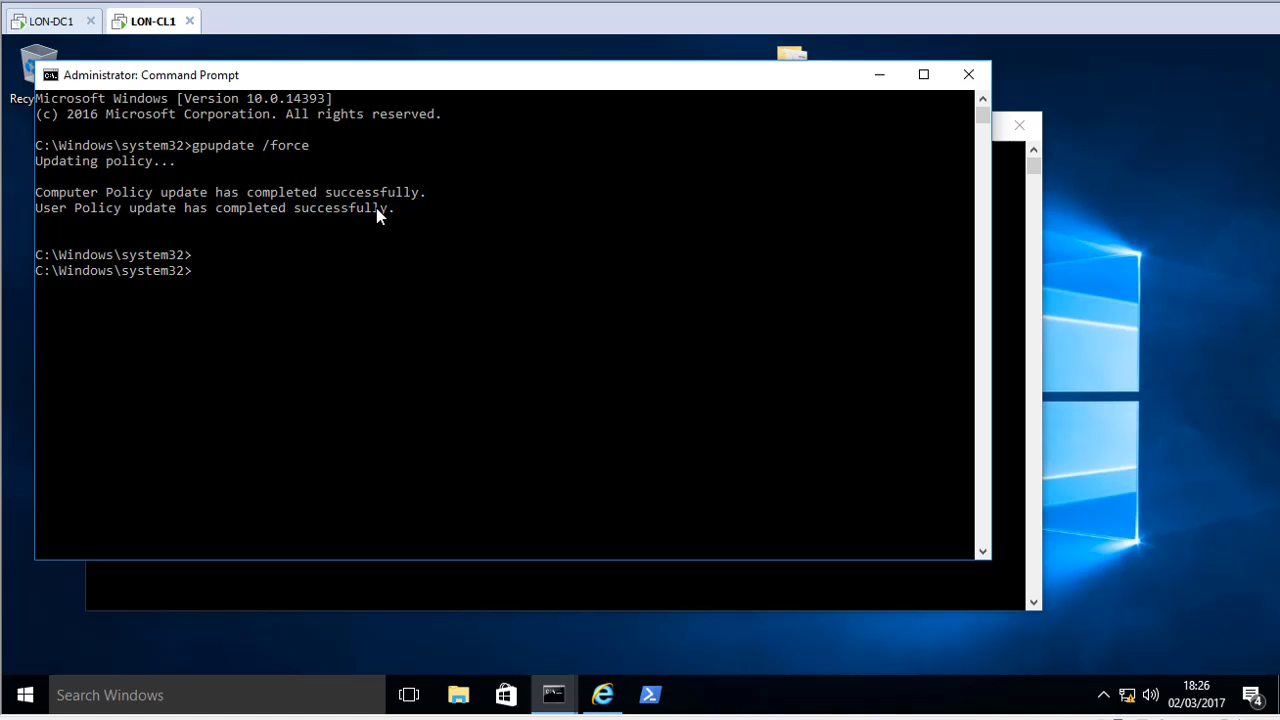 LON-DC1
LON-CL1
Recy
Administrator: Command Prompt
Microsoft Windows [Version 10.0.14393]
(c) 2016 Microsoft Corporation. All rights reserved.
C:\Windows\system32>gpupdate /force
Updating policy...
Computer Policy update has completed successfully.
User Policy update has completed successfully.
C:\Windows\system32>
C:\Windows\system32>
Search Windows
18:26
02/03/2017
4